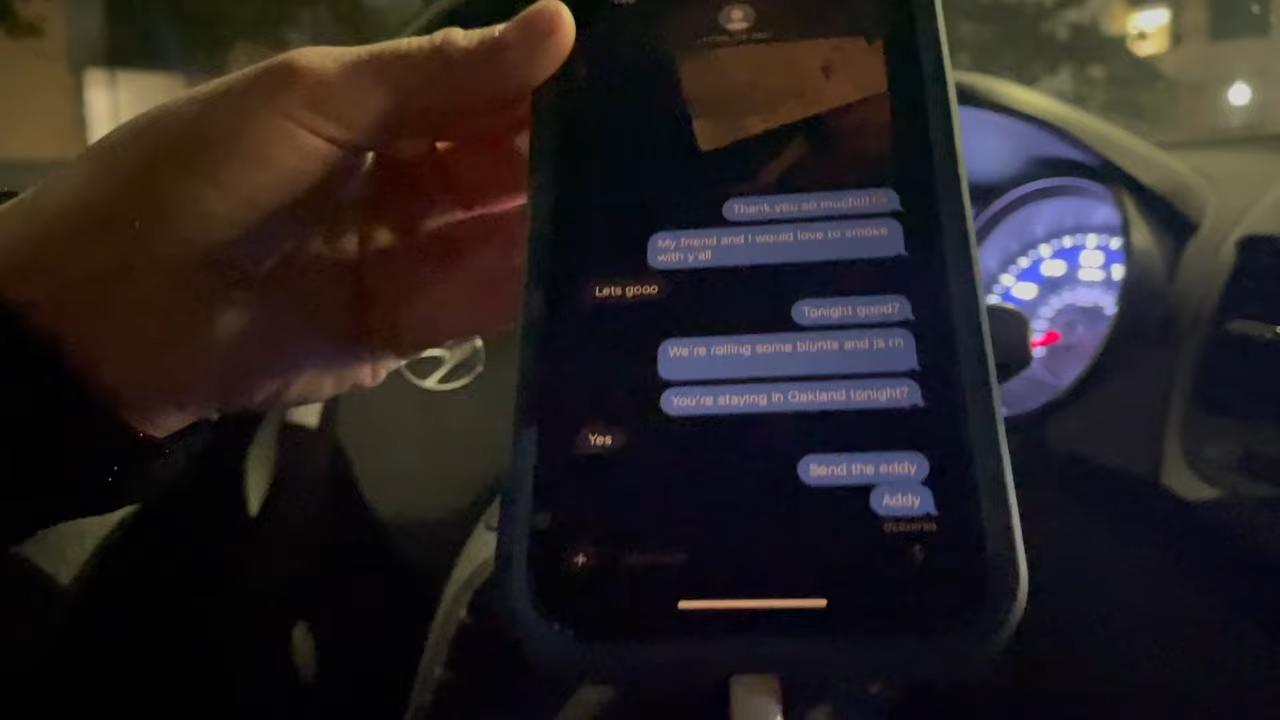 Thank you so much!!
My friend and I would love to smoke
with y'all
Lets gooo
Tonight good?
We're rolling some blunts and js rn
You're staying in Oakland tonight?
Yes
Send the eddy
Addy